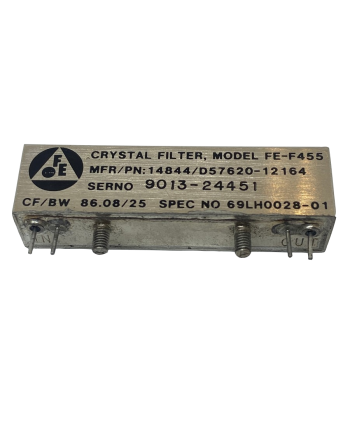 FE
CRYSTAL FILTER, MODEL FE-F455
MFR/PN:14844/D57620-12164
SERNO 9013-24451
CF/BW 86.08/25 SPEC NO 69LH0028-01
IN OUT